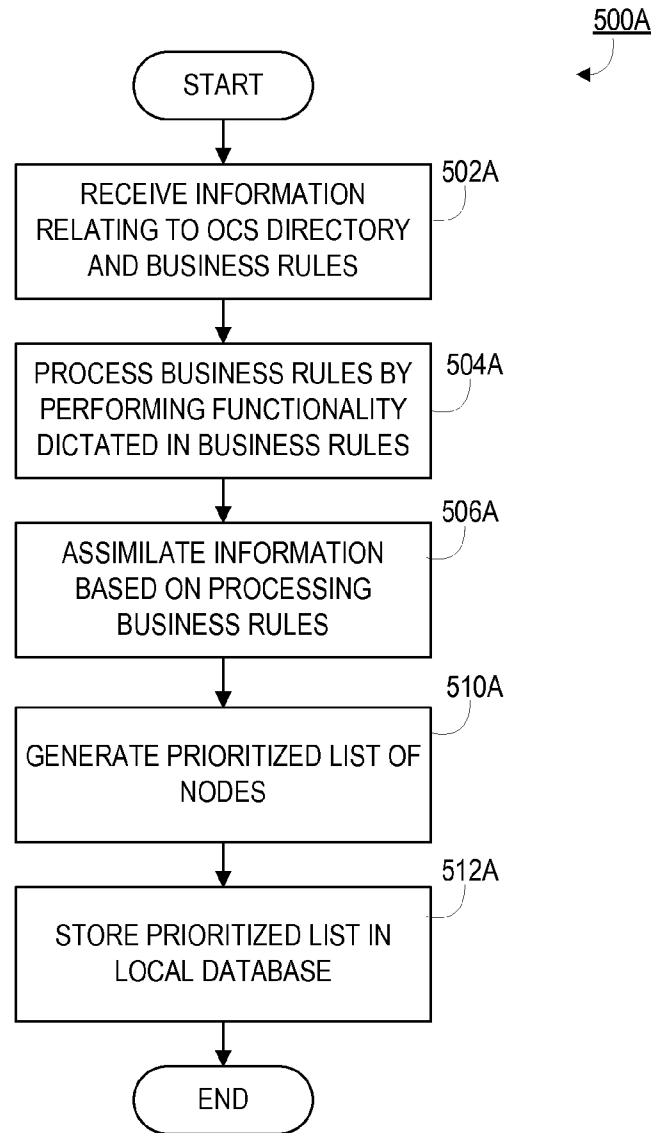 500A
START
502A
RECEIVE INFORMATION
RELATING TO OCS DIRECTORY
AND BUSINESS RULES
504A
PROCESS BUSINESS RULES BY
PERFORMING FUNCTIONALITY
DICTATED IN BUSINESS RULES
506A
ASSIMILATE INFORMATION
BASED ON PROCESSING
BUSINESS RULES
510A
GENERATE PRIORITIZED LIST OF
NODES
512A
STORE PRIORITIZED LIST IN
LOCAL DATABASE
END